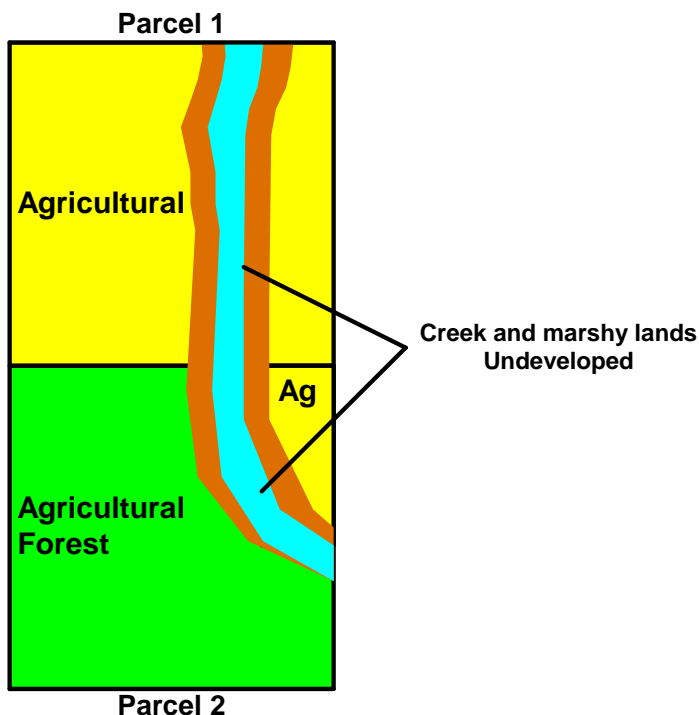 Parcel 1
Agricultural
Creek and marshy lands
Undeveloped
Ag
Agricultural
Forest
Parcel 2